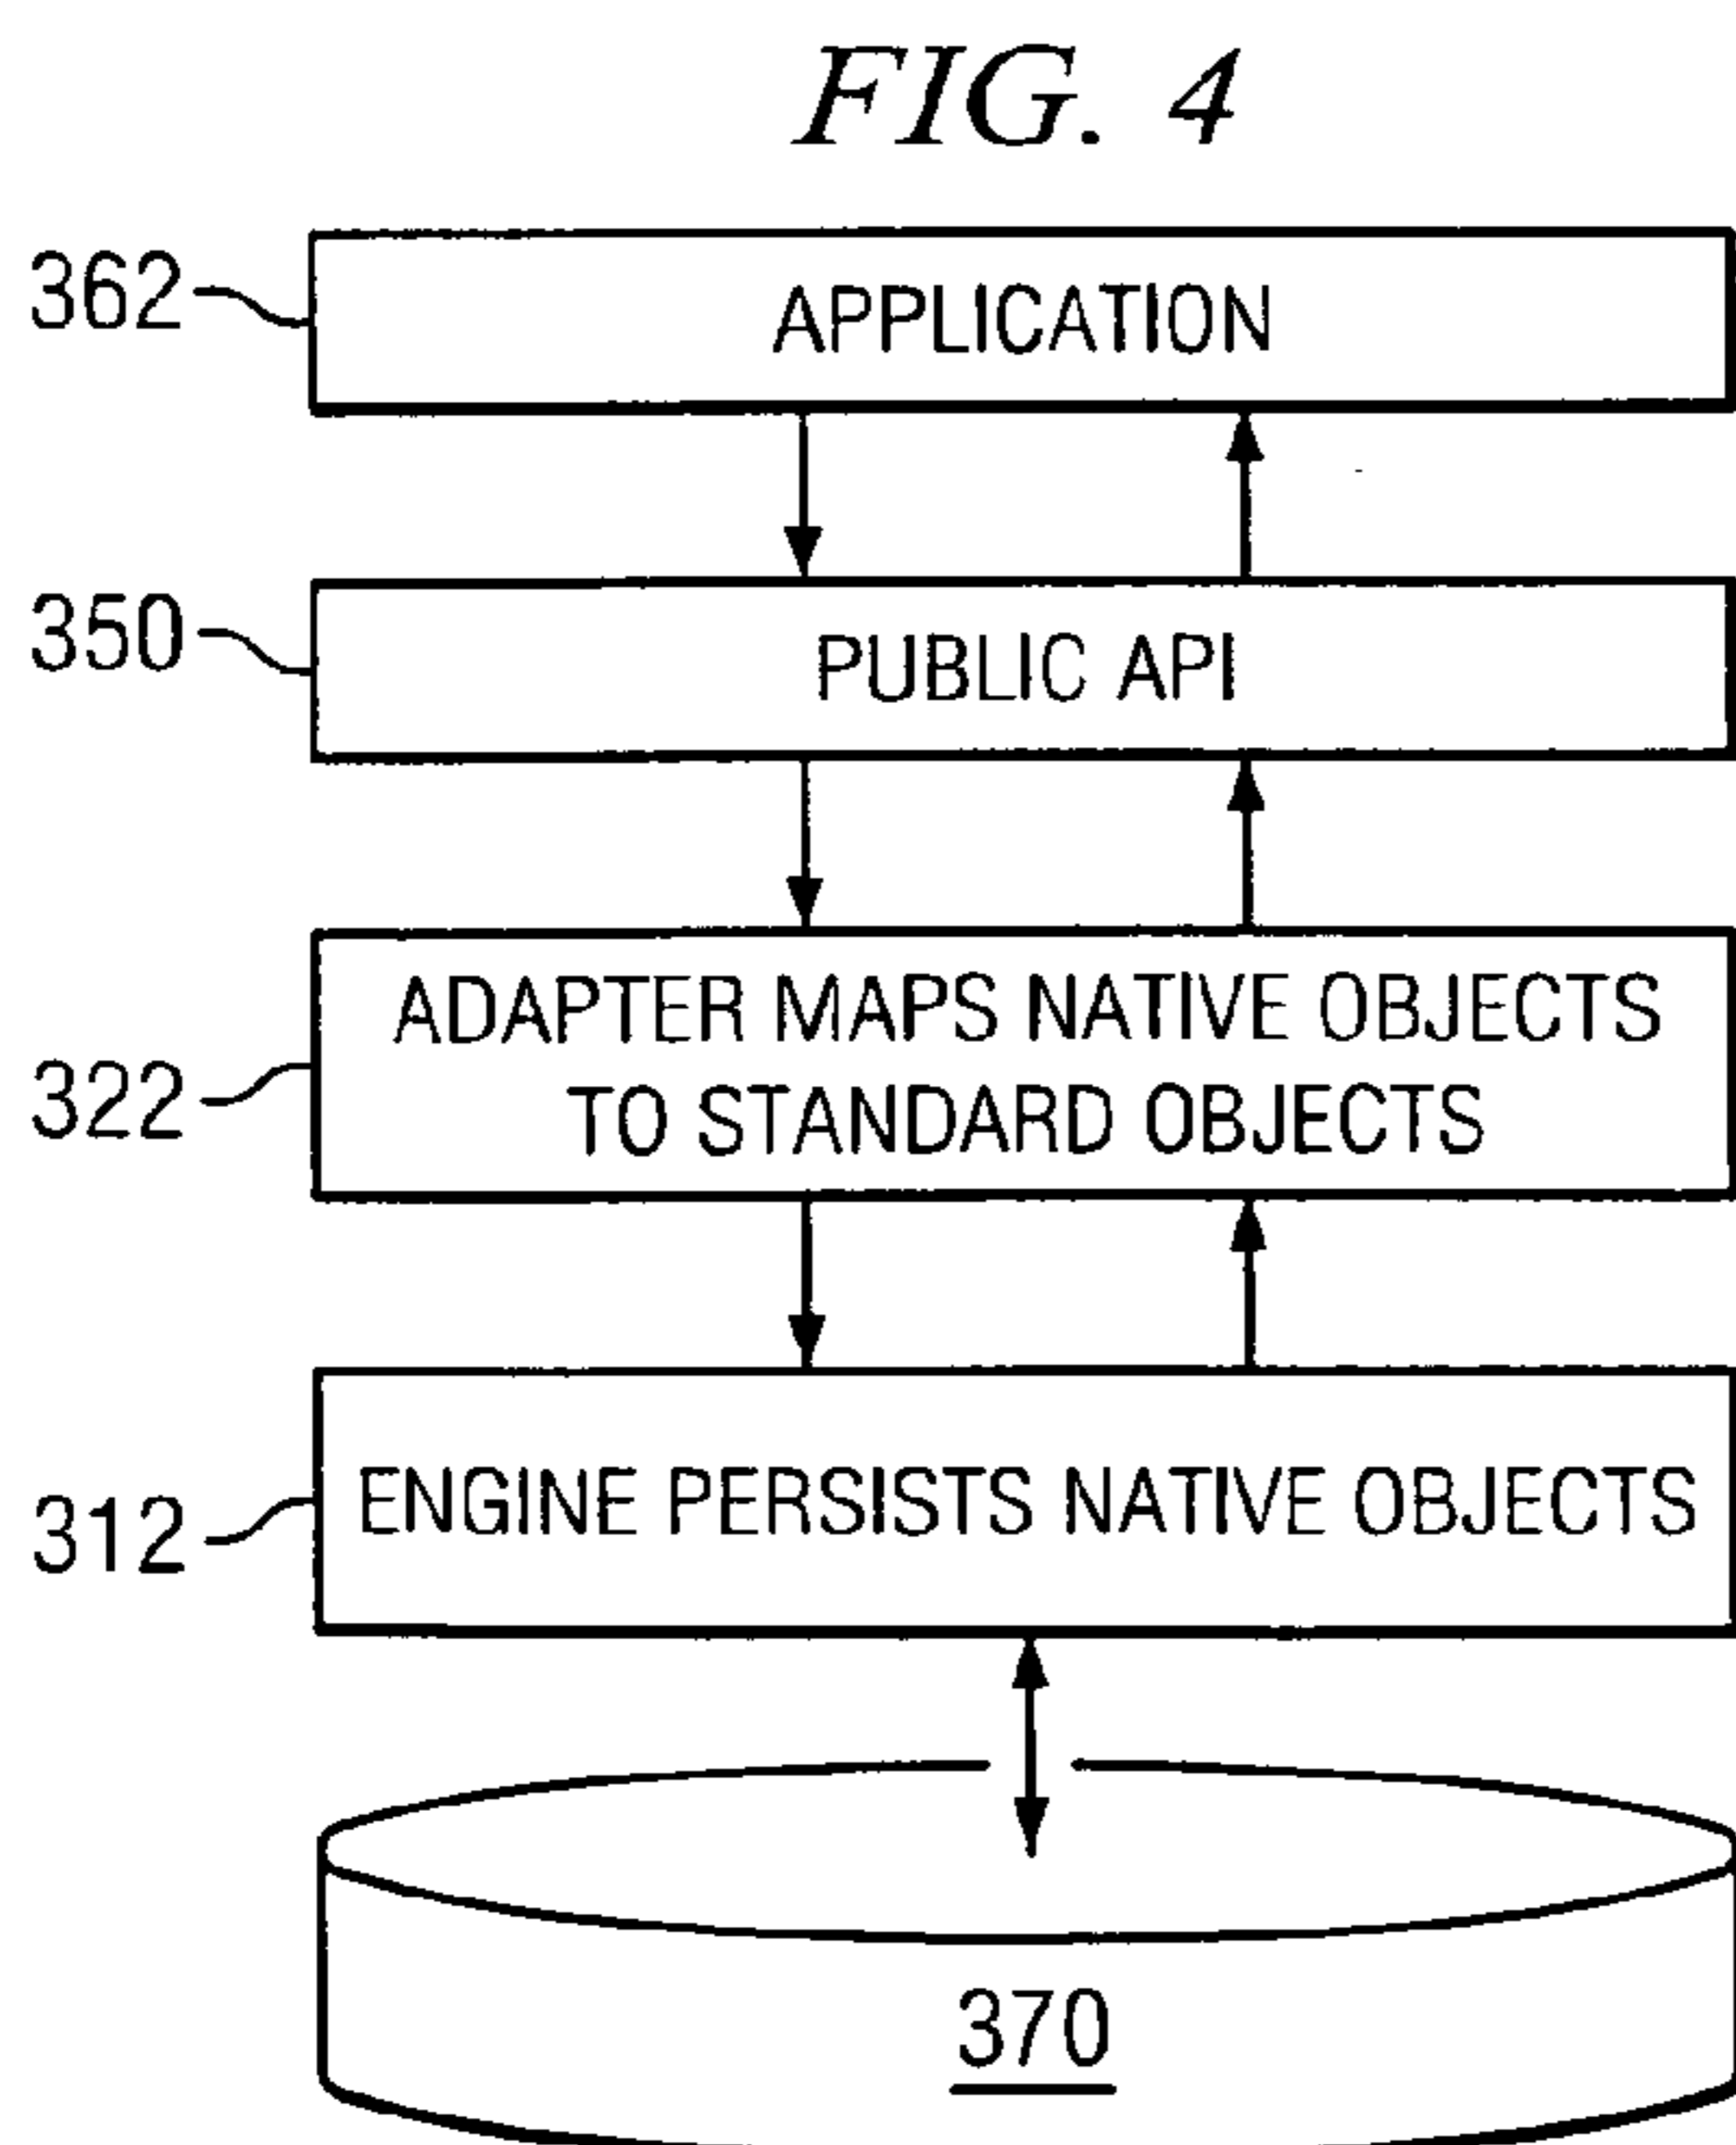 FIG. 4
362
APPLICATION
350
PUBLIC API
ADAPTER MAPS NATIVE OBJECTS
TO STANDARD OBJECTS
322
ENGINE PERSISTS NATIVE OBJECTS
312
370